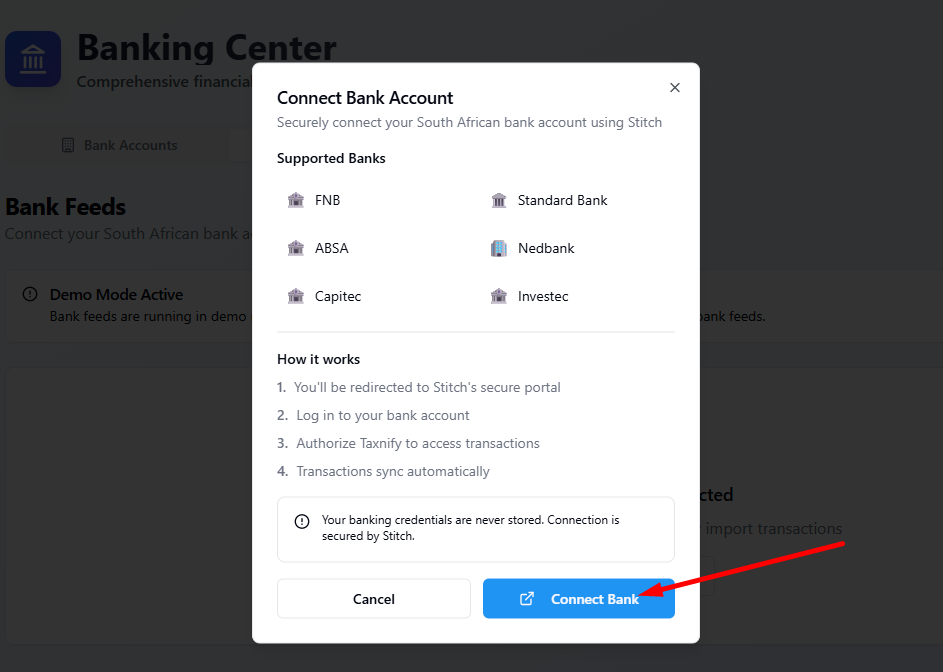 Banking Center
Comprehensive financial
Bank Accounts
Bank Feeds
Connect your South African bank
Demo Mode Active
Bank feeds are running in demo
bank feeds.
cted
import transactions
Connect Bank Account
Securely connect your South African bank account using Stitch
Supported Banks
FNB
Standard Bank
ABSA
Nedbank
Capitec
Investec
How it works
1. You'll be redirected to Stitch's secure portal
2. Log in to your bank account
3. Authorize Taxnify to access transactions
4. Transactions sync automatically
Your banking credentials are never stored. Connection is
secured by Stitch.
Cancel
Connect Bank